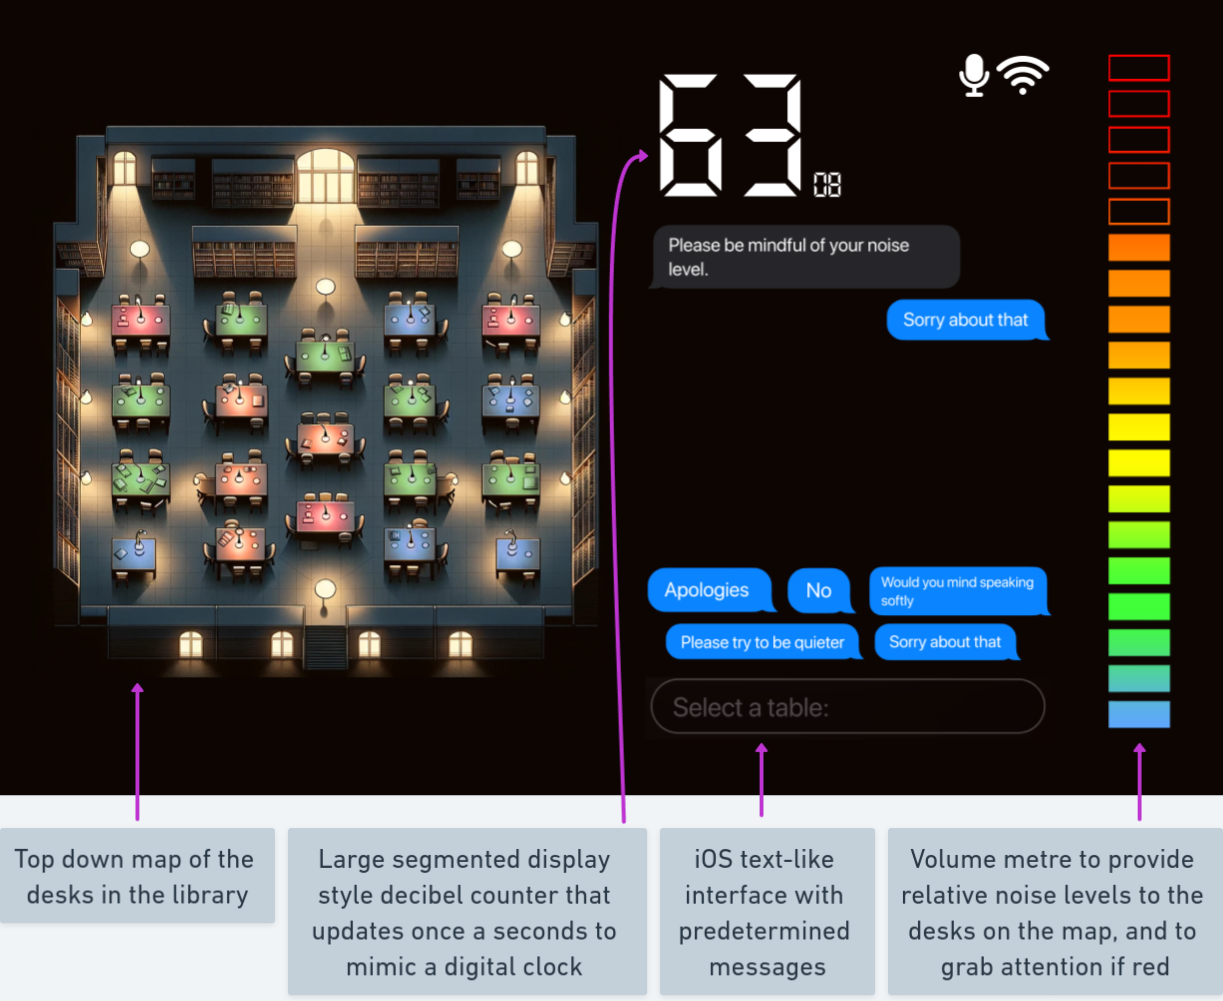 63
08
Please be mindful of your noise
level.
Sorry about that
Apologies
No
Would you mind speaking
softly
Please try to be quieter
Sorry about that
Select a table:
Top down map of the
desks in the library
Large segmented display
style decibel counter that
updates once a seconds to
mimic a digital clock
iOS text-like
interface with
predetermined
messages
Volume metre to provide
relative noise levels to the
desks on the map, and to
grab attention if red